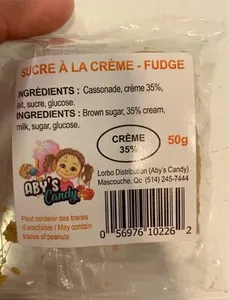 SUCRE À LA CRÈME - FUDGE
INGRÉDIENTS : Cassonade, crème 35%,
lait, sucre, glucose.
INGREDIENTS : Brown sugar, 35% cream,
milk, sugar, glucose.
CRÈME
35%
50g
ABY'S
Candy
Lorbo Distribution (Aby's Candy)
Mascouche, Qc (514) 245-7444
Peut contenir des traces
d'arachides / May contain
traces of peanuts
0 56976 10226 2